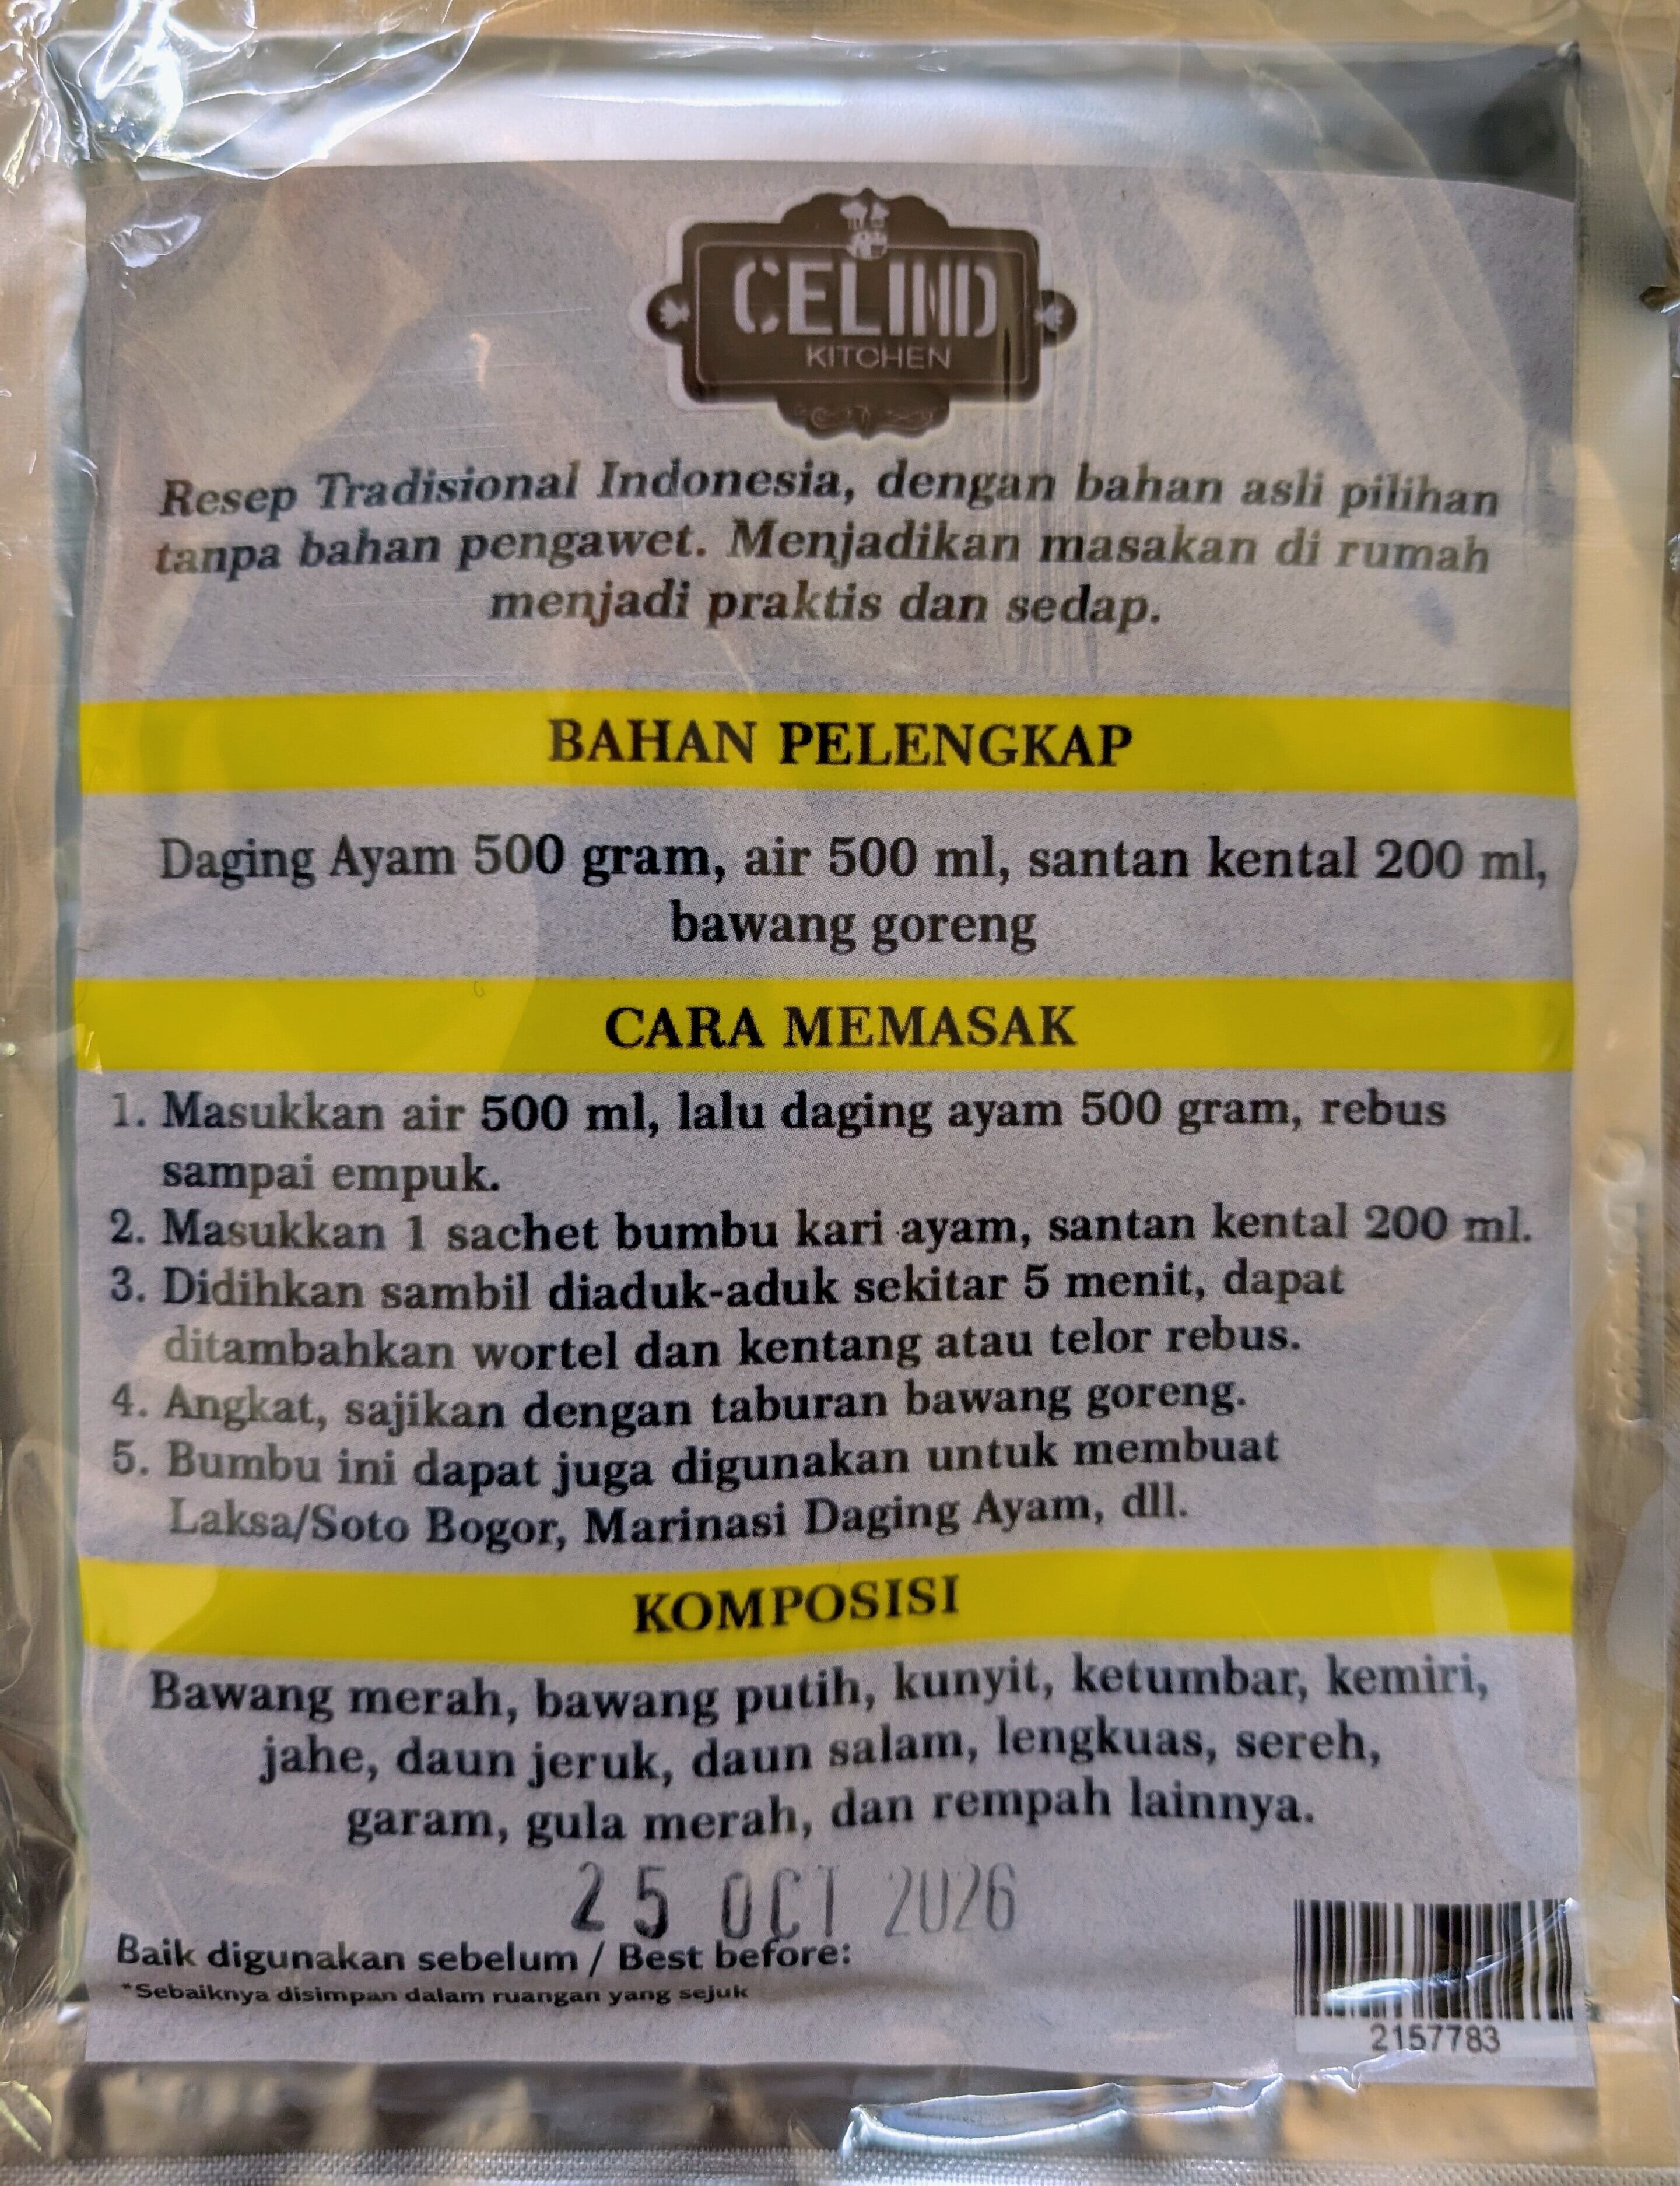 CELIND
KITCHEN
Resep Tradisional Indonesia, dengan bahan asli pilihan
tanpa bahan pengawet. Menjadikan masakan di rumah
menjadi praktis dan sedap.
BAHAN PELENGKAP
Daging Ayam 500 gram, air 500 ml, santan kental 200 ml,
bawang goreng
CARA MEMASAK
1. Masukkan air 500 ml, lalu daging ayam 500 gram, rebus
sampai empuk.
2. Masukkan 1 sachet bumbu kari ayam, santan kental 200 ml.
3. Didihkan sambil diaduk-aduk sekitar 5 menit, dapat
ditambahkan wortel dan kentang atau telor rebus.
4. Angkat, sajikan dengan taburan bawang goreng.
5. Bumbu ini dapat juga digunakan untuk membuat
Laksa/Soto Bogor, Marinasi Daging Ayam, dll.
KOMPOSISI
Bawang merah, bawang putih, kunyit, ketumbar, kemiri,
jahe, daun jeruk, daun salam, lengkuas, sereh,
garam, gula merah, dan rempah lainnya.
25 OCT 2026
Baik digunakan sebelum / Best before:
*Sebaiknya disimpan dalam ruangan yang sejuk
2157783